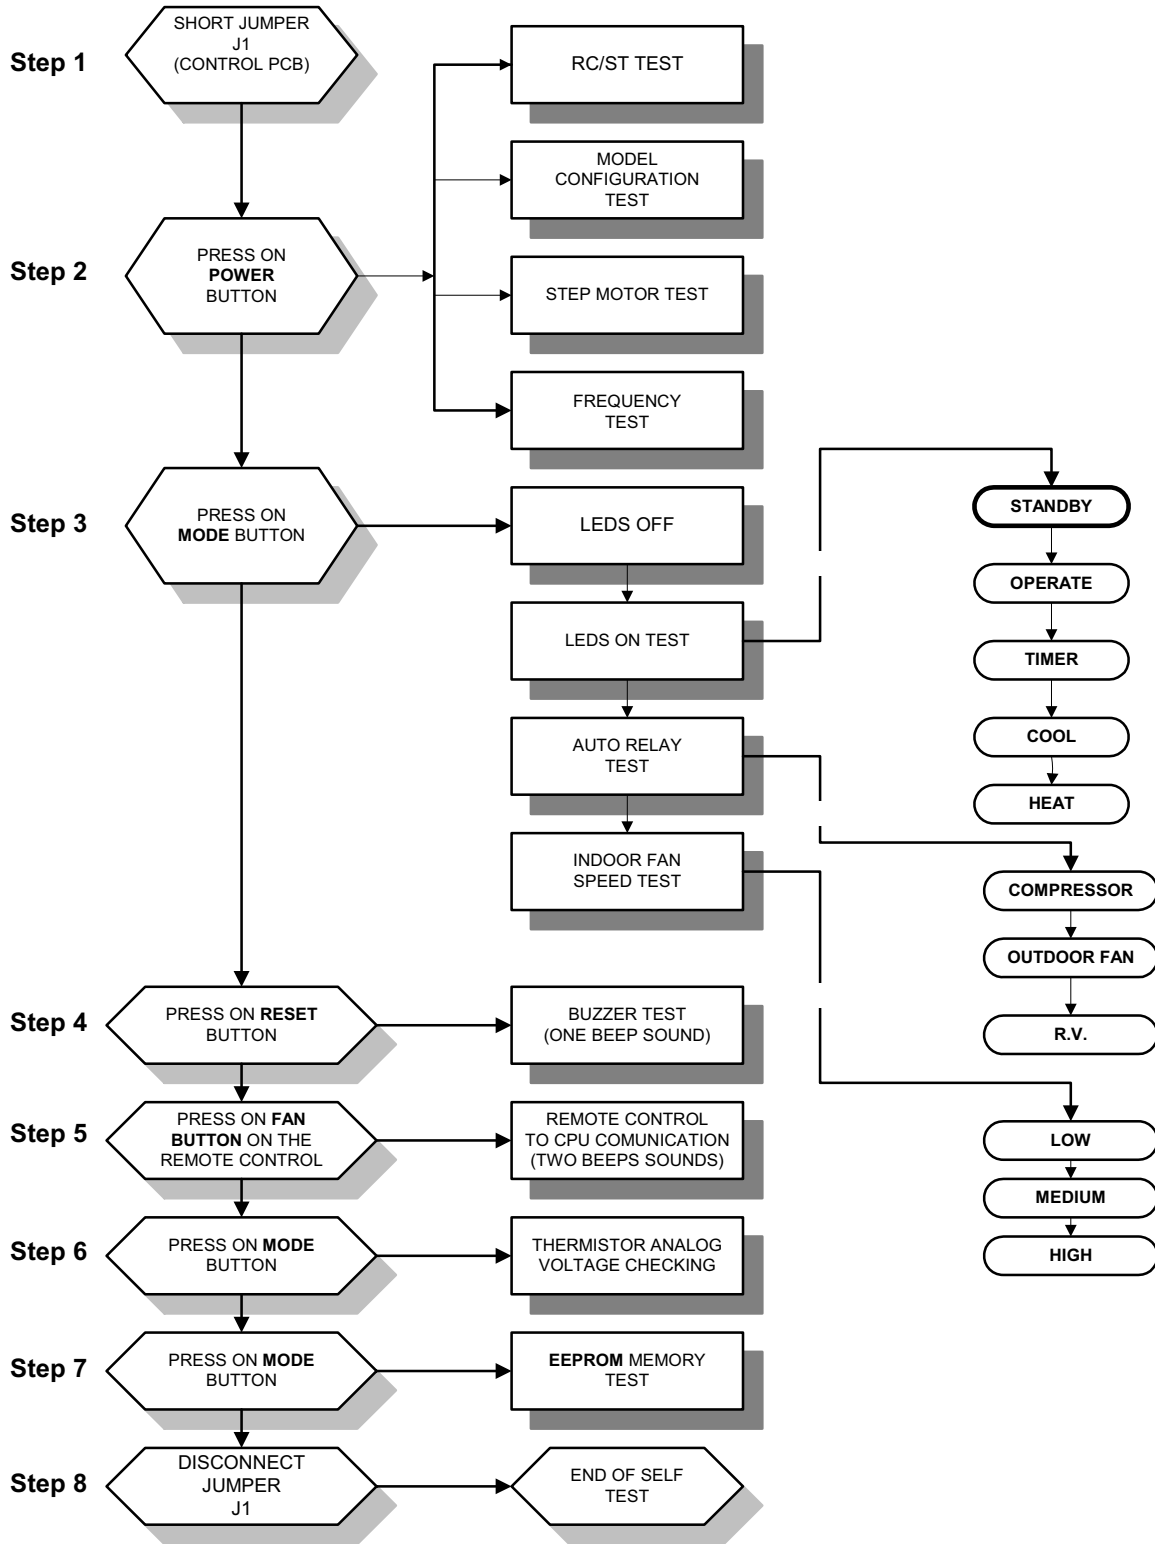 Step 1
SHORT JUMPER
J1
(CONTROL PCB)
RC/ST TEST
MODEL
CONFIGURATION
TEST
Step 2
PRESS ON
POWER
BUTTON
STEP MOTOR TEST
FREQUENCY
TEST
Step 3
PRESS ON
MODE BUTTON
LEDS OFF
LEDS ON TEST
AUTO RELAY
TEST
INDOOR FAN
SPEED TEST
STANDBY
OPERATE
TIMER
COOL
HEAT
COMPRESSOR
OUTDOOR FAN
R.V.
LOW
MEDIUM
HIGH
Step 4
PRESS ON RESET
BUTTON
BUZZER TEST
(ONE BEEP SOUND)
Step 5
PRESS ON FAN
BUTTON ON THE
REMOTE CONTROL
REMOTE CONTROL
TO CPU COMUNICATION
(TWO BEEPS SOUNDS)
Step 6
PRESS ON MODE
BUTTON
THERMISTOR ANALOG
VOLTAGE CHECKING
Step 7
PRESS ON MODE
BUTTON
EEPROM MEMORY
TEST
Step 8
DISCONNECT
JUMPER
J1
END OF SELF
TEST